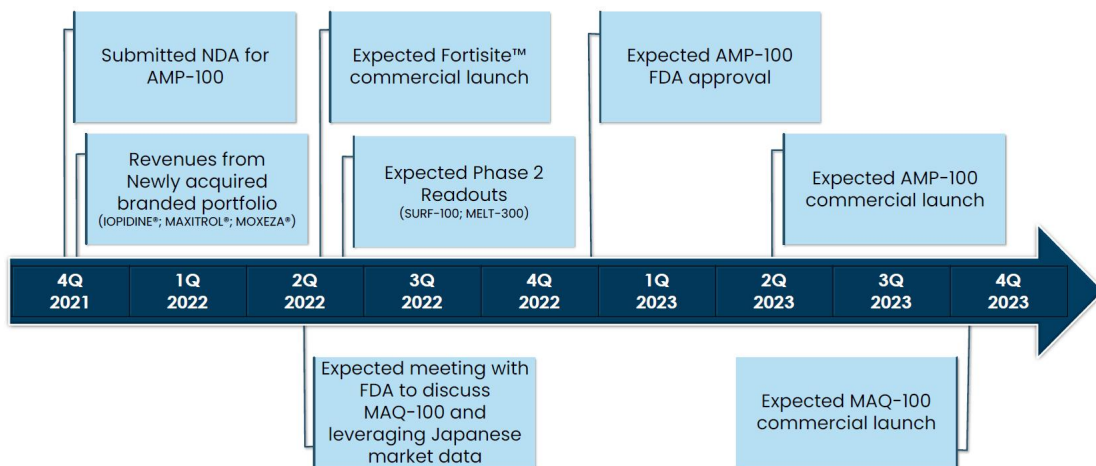 Submitted NDA for
AMP-100
Expected Fortisite™
commercial launch
Expected AMP-100
FDA approval
Revenues from
Newly acquired
branded portfolio
(IOPIDINE®; MAXITROL®; MOXEZA®)
Expected Phase 2
Readouts
(SURF-100; MELT-300)
Expected AMP-100
commercial launch
4Q
2021
1Q
2022
2Q
2022
3Q
2022
4Q
2022
1Q
2023
2Q
2023
3Q
2023
4Q
2023
Expected meeting with
FDA to discuss
MAQ-100 and
leveraging Japanese
market data
Expected MAQ-100
commercial launch